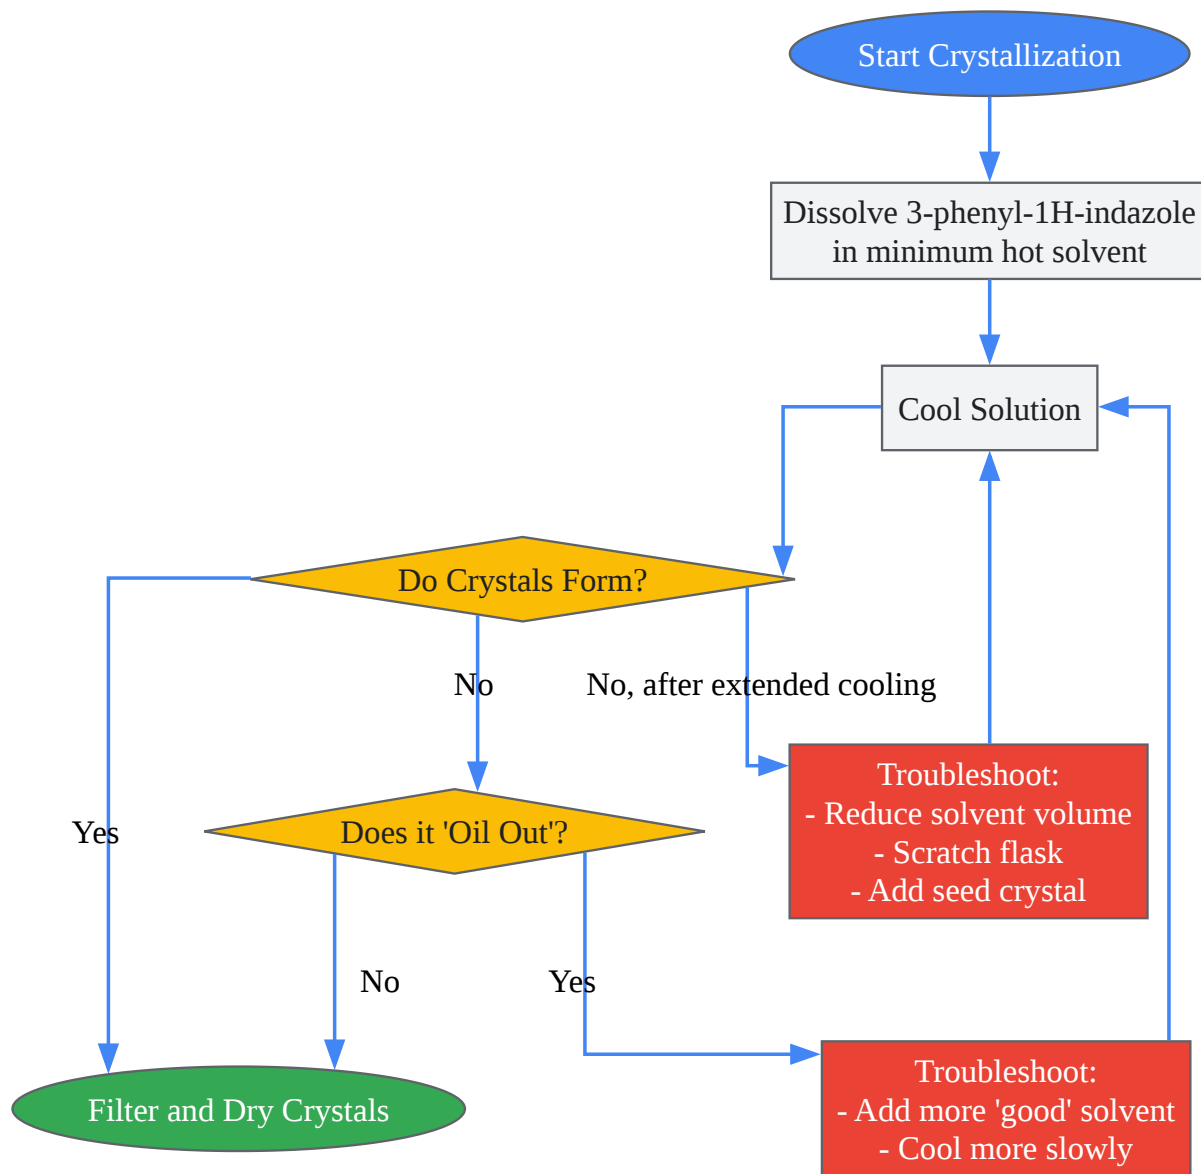 Start Crystallization
Dissolve 3-phenyl-1H-indazole
in minimum hot solvent
Cool Solution
Do Crystals Form?
No
No, after extended cooling
Troubleshoot:
- Reduce solvent volume
- Scratch flask
- Add seed crystal
Yes
Does it 'Oil Out'?
No
Yes
Troubleshoot:
- Add more 'good' solvent
- Cool more slowly
Filter and Dry Crystals